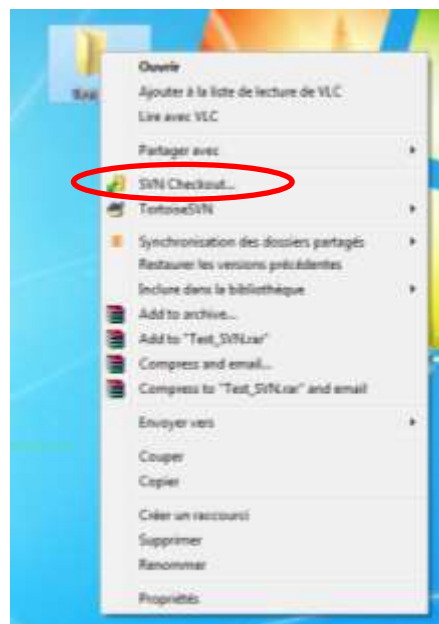 Ouvrir
Ajouter à la liste de lecture de VLC
Lire avec VLC
Partager avec
SVN Checkout...
TortoiseSVN
Synchronisation des dossiers partagés
Restaurer les versions précédentes
Inclure dans la bibliothèque
Add to archive...
Add to "Test_SVN.rar"
Compress and email...
Compress to "Test_SVN.rar" and email
Envoyer vers
Couper
Copier
Créer un raccourci
Supprimer
Renommer
Propriétés